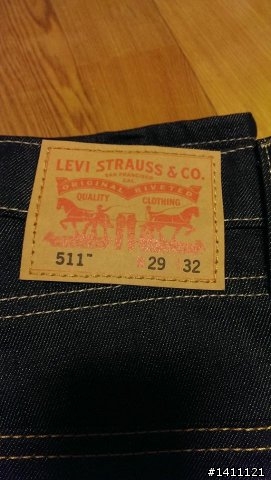 LEVI STRAUSS & CO.
SAN FRANCISCO
CAL.
ORIGINAL RIVETED
QUALITY CLOTHING
511™ 29 32
#1411121